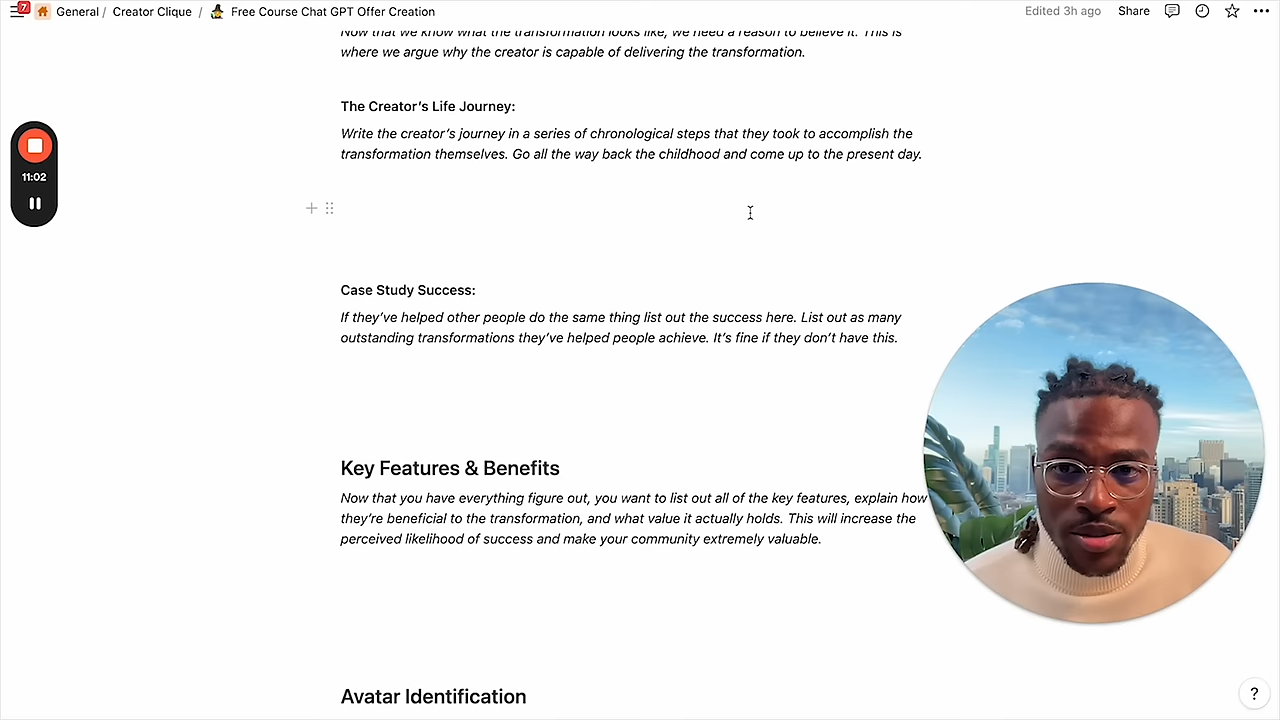 7
General / Creator Clique / Free Course Chat GPT Offer Creation
Edited 3h ago
Share
Now that we know what the transformation looks like, we need a reason to believe it. This is
where we argue why the creator is capable of delivering the transformation.
The Creator’s Life Journey:
Write the creator’s journey in a series of chronological steps that they took to accomplish the
transformation themselves. Go all the way back the childhood and come up to the present day.
11:02
Case Study Success:
If they’ve helped other people do the same thing list out the success here. List out as many
outstanding transformations they’ve helped people achieve. It’s fine if they don’t have this.
Key Features & Benefits
Now that you have everything figure out, you want to list out all of the key features, explain how
they’re beneficial to the transformation, and what value it actually holds. This will increase the
perceived likelihood of success and make your community extremely valuable.
Avatar Identification
?